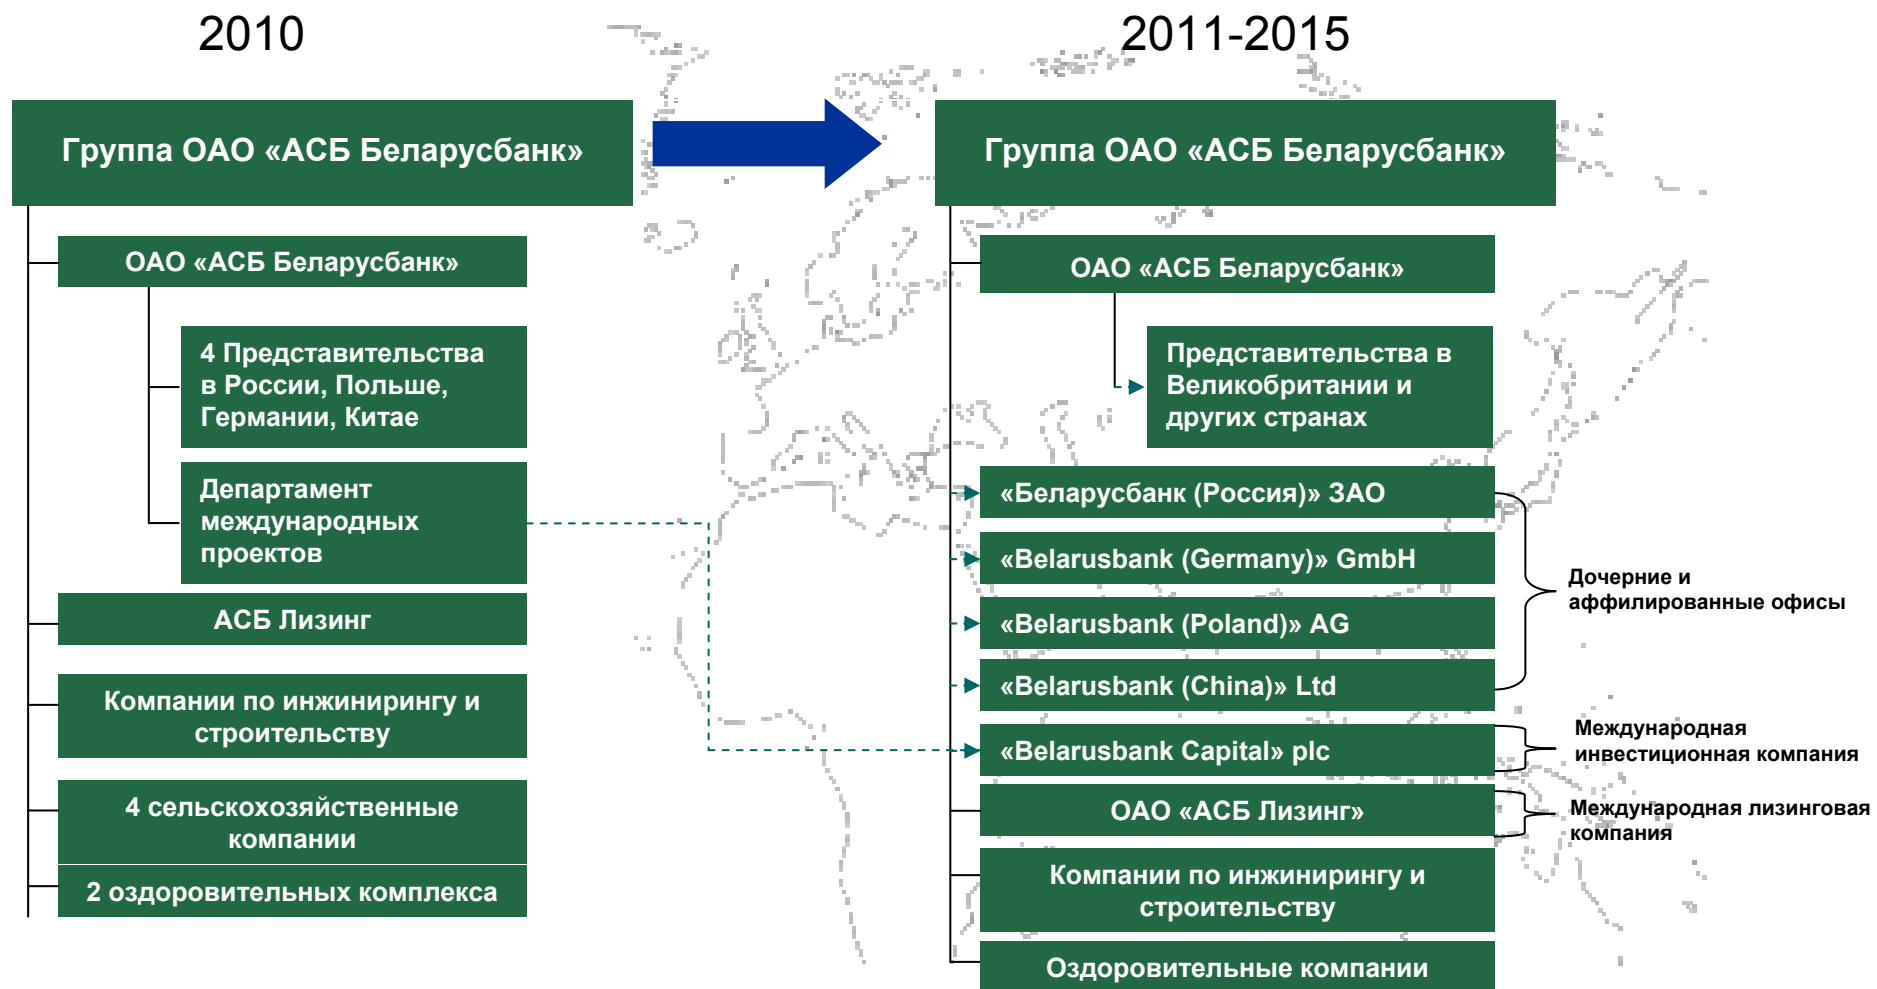 2010
Группа ОАО «АСБ Беларусбанк»
ОАО «АСБ Беларусбанк»
4 Представительства
в России, Польше,
Германии, Китае
Департамент
международных
проектов
АСБ Лизинг
Компании по инжинирингу и
строительству
4 сельскохозяйственные
компании
2 оздоровительных комплекса
2011-2015
Группа ОАО «АСБ Беларусбанк»
ОАО «АСБ Беларусбанк»
Представительства в
Великобритании и
других странах
«Беларусбанк (Россия)» ЗАО
«Belarusbank (Germany)» GmbH
«Belarusbank (Poland)» AG
«Belarusbank (China)» Ltd
Дочерние и
аффилированные офисы
«Belarusbank Capital» plc
Международная
инвестиционная компания
ОАО «АСБ Лизинг»
Международная лизинговая
компания
Компании по инжинирингу и
строительству
Оздоровительные компании